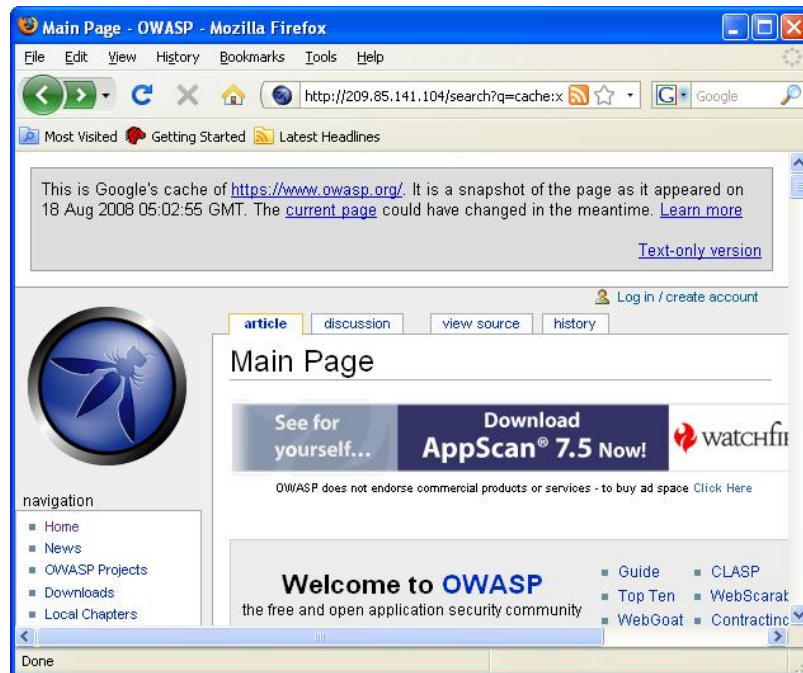 Main Page - OWASP - Mozilla Firefox
File Edit View History Bookmarks Tools Help
http://209.85.141.104/search?q=cache:x G Google
Most Visited Getting Started Latest Headlines
This is Google's cache of https://www.owasp.org/. It is a snapshot of the page as it appeared on
18 Aug 2008 05:02:55 GMT. The current page could have changed in the meantime. Learn more
Text-only version
Log in / create account
article discussion view source history
Main Page
See for yourself...
Download
AppScan® 7.5 Now!
watchfi
OWASP does not endorse commercial products or services - to buy ad space Click Here
navigation
Home
News
OWASP Projects
Downloads
Local Chapters
Welcome to OWASP
the free and open application security community
Guide CLASP
Top Ten WebScarab
WebGoat Contractinc
Done